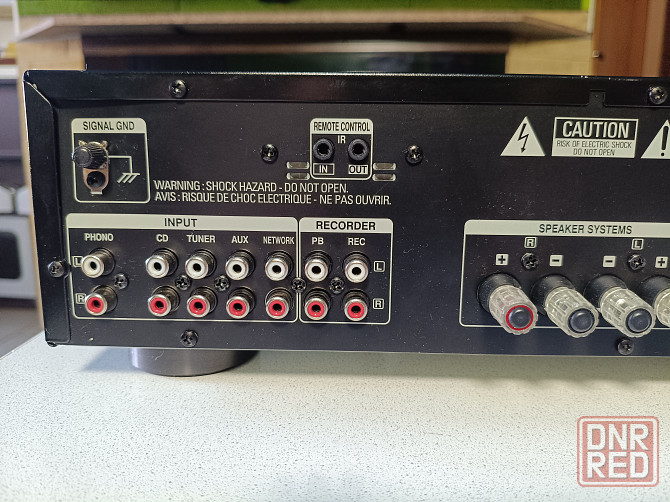 SIGNAL GND
REMOTE CONTROL
IR
IN OUT
CAUTION
RISK OF ELECTRIC SHOCK
DO NOT OPEN
WARNING : SHOCK HAZARD - DO NOT OPEN.
AVIS : RISQUE DE CHOC ELECTRIQUE - NE PAS OUVRIR.
INPUT
PHONO CD TUNER AUX NETWORK
L
R
RECORDER
PB REC
L
R
SPEAKER SYSTEMS
R L
+ - - +
DNR
RED